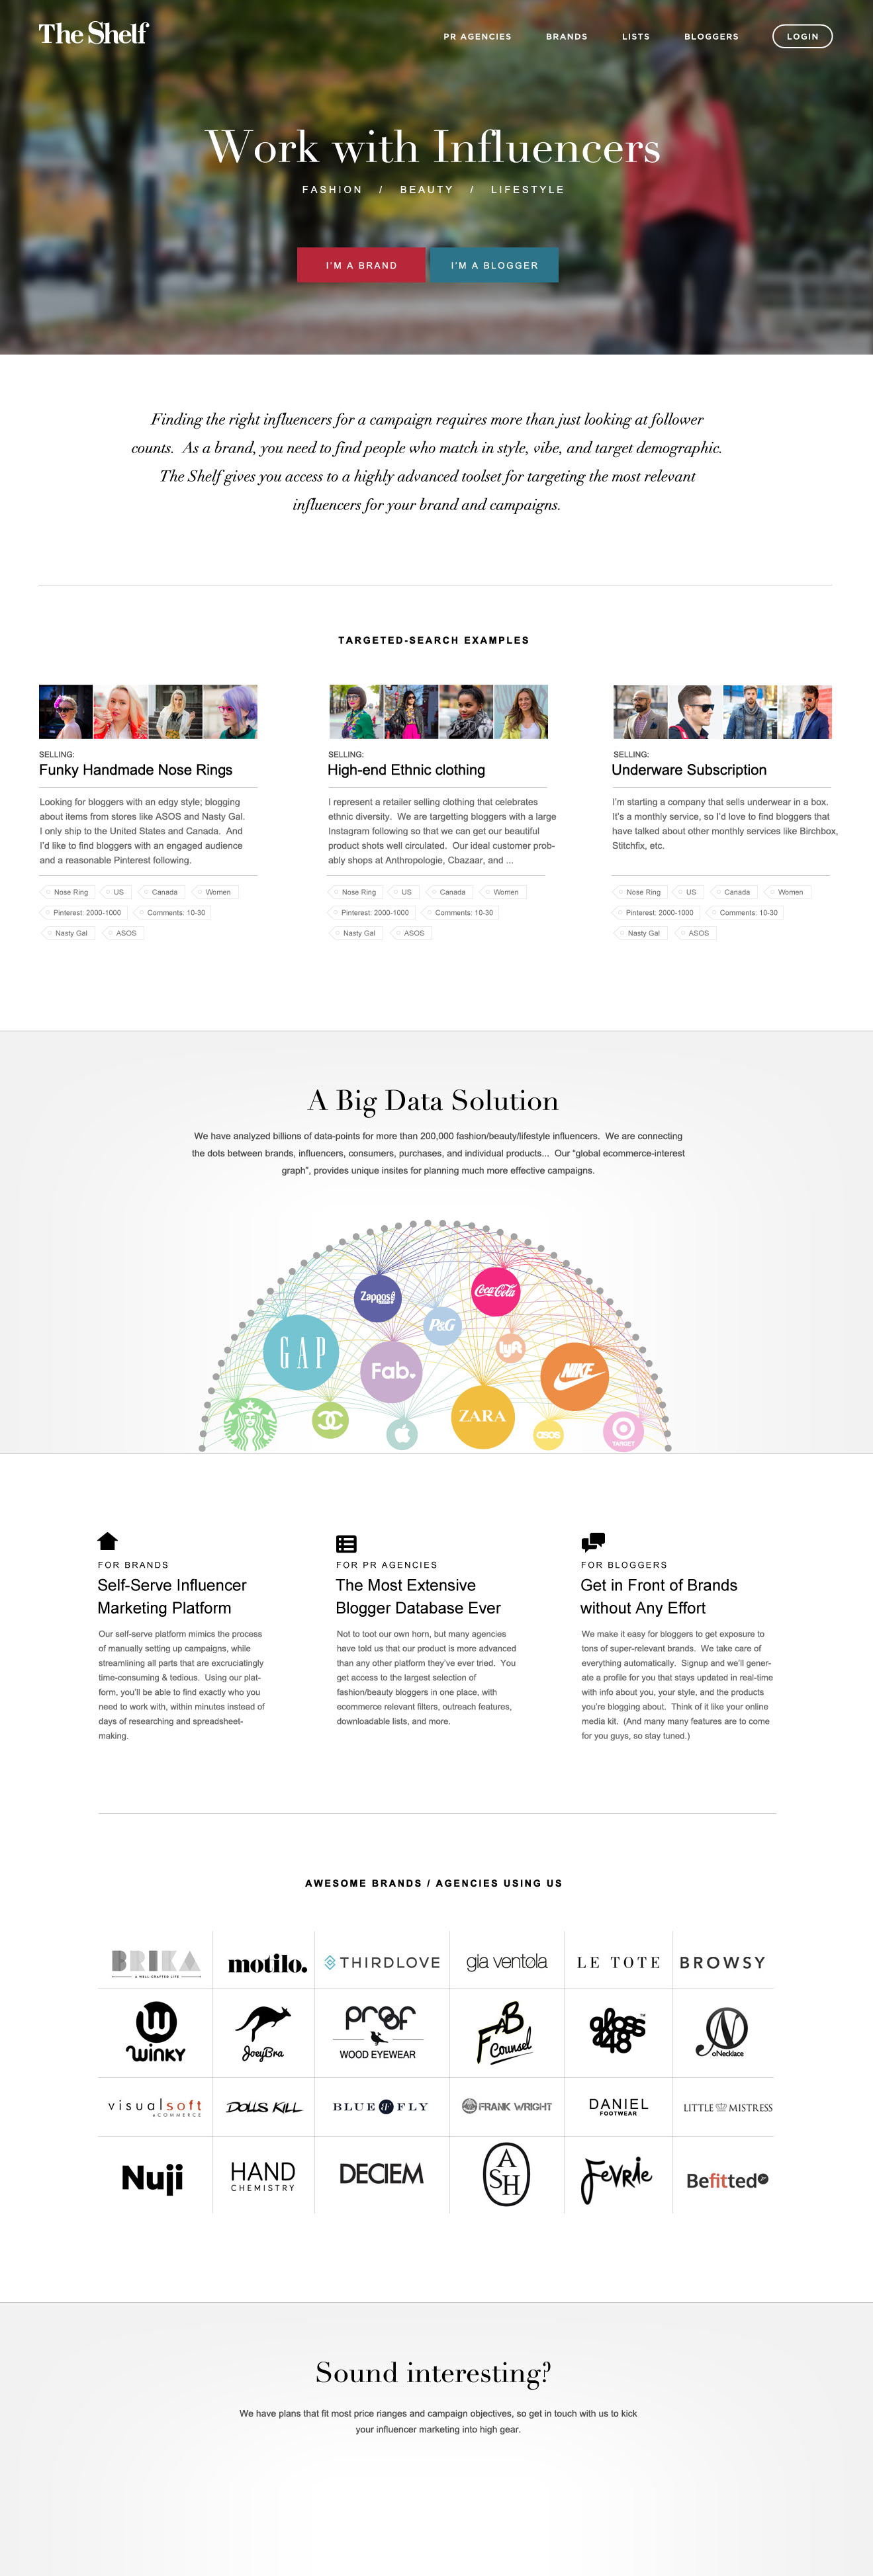 The Shelf
PR AGENCIES
BRANDS
LISTS
BLOGGERS
LOGIN
Work with Influencers
FASHION / BEAUTY / LIFESTYLE
I'M A BRAND
I'M A BLOGGER
Finding the right influencers for a campaign requires more than just looking at follower
counts. As a brand, you need to find people who match in style, vibe, and target demographic.
The Shelf gives you access to a highly advanced toolset for targeting the most relevant
influencers for your brand and campaigns.
TARGETED-SEARCH EXAMPLES
SELLING:
Funky Handmade Nose Rings
Looking for bloggers with an edgy style; blogging
about items from stores like ASOS and Nasty Gal.
I only ship to the United States and Canada. And
I'd like to find bloggers with an engaged audience
and a reasonable Pinterest following.
Nose Ring
US
Canada
Women
Pinterest: 2000-1000
Comments: 10-30
Nasty Gal
ASOS
SELLING:
High-end Ethnic clothing
I represent a retailer selling clothing that celebrates
ethnic diversity. We are targetting bloggers with a large
Instagram following so that we can get our beautiful
product shots well circulated. Our ideal customer prob-
ably shops at Anthropologie, Cbazaar, and ...
Nose Ring
US
Canada
Women
Pinterest: 2000-1000
Comments: 10-30
Nasty Gal
ASOS
SELLING:
Underware Subscription
I'm starting a company that sells underwear in a box.
It's a monthly service, so I'd love to find bloggers that
have talked about other monthly services like Birchbox,
Stitchfix, etc.
Nose Ring
US
Canada
Women
Pinterest: 2000-1000
Comments: 10-30
Nasty Gal
ASOS
A Big Data Solution
We have analyzed billions of data-points for more than 200,000 fashion/beauty/lifestyle influencers. We are connecting
the dots between brands, influencers, consumers, purchases, and individual products... Our "global ecommerce-interest
graph", provides unique insites for planning much more effective campaigns.
Zappos
Coca-Cola
P&G
GAP
lyft
Fab.
NIKE
ZARA
asos
TARGET
FOR BRANDS
Self-Serve Influencer
Marketing Platform
Our self-serve platform mimics the process
of manually setting up campaigns, while
streamlining all parts that are excruciatingly
time-consuming & tedious. Using our plat-
form, you'll be able to find exactly who you
need to work with, within minutes instead of
days of researching and spreadsheet-
making.
FOR PR AGENCIES
The Most Extensive
Blogger Database Ever
Not to toot our own horn, but many agencies
have told us that our product is more advanced
than any other platform they've ever tried. You
get access to the largest selection of
fashion/beauty bloggers in one place, with
ecommerce relevant filters, outreach features,
downloadable lists, and more.
FOR BLOGGERS
Get in Front of Brands
without Any Effort
We make it easy for bloggers to get exposure to
tons of super-relevant brands. We take care of
everything automatically. Signup and we'll gener-
ate a profile for you that stays updated in real-time
with info about you, your style, and the products
you're blogging about. Think of it like your online
media kit. (And many many features are to come
for you guys, so stay tuned.)
AWESOME BRANDS / AGENCIES USING US
BRIKA
A WELL-CRAFTED LIFE
motilo.
THIRDLOVE
gia ventola
LE TOTE
BROWSY
WINKY
JoeyBra
PROOF
WOOD EYEWEAR
FAB Counsel
gloss48
oNecklace
visualsoft
eCOMMERCE
DOLLS KILL
BLUEFLY
FRANK WRIGHT
DANIEL
FOOTWEAR
LITTLE MISTRESS
Nuji
HAND
CHEMISTRY
DECIEM
ASH
FeVRie
Befitted
Sound interesting?
We have plans that fit most price rianges and campaign objectives, so get in touch with us to kick
your influencer marketing into high gear.